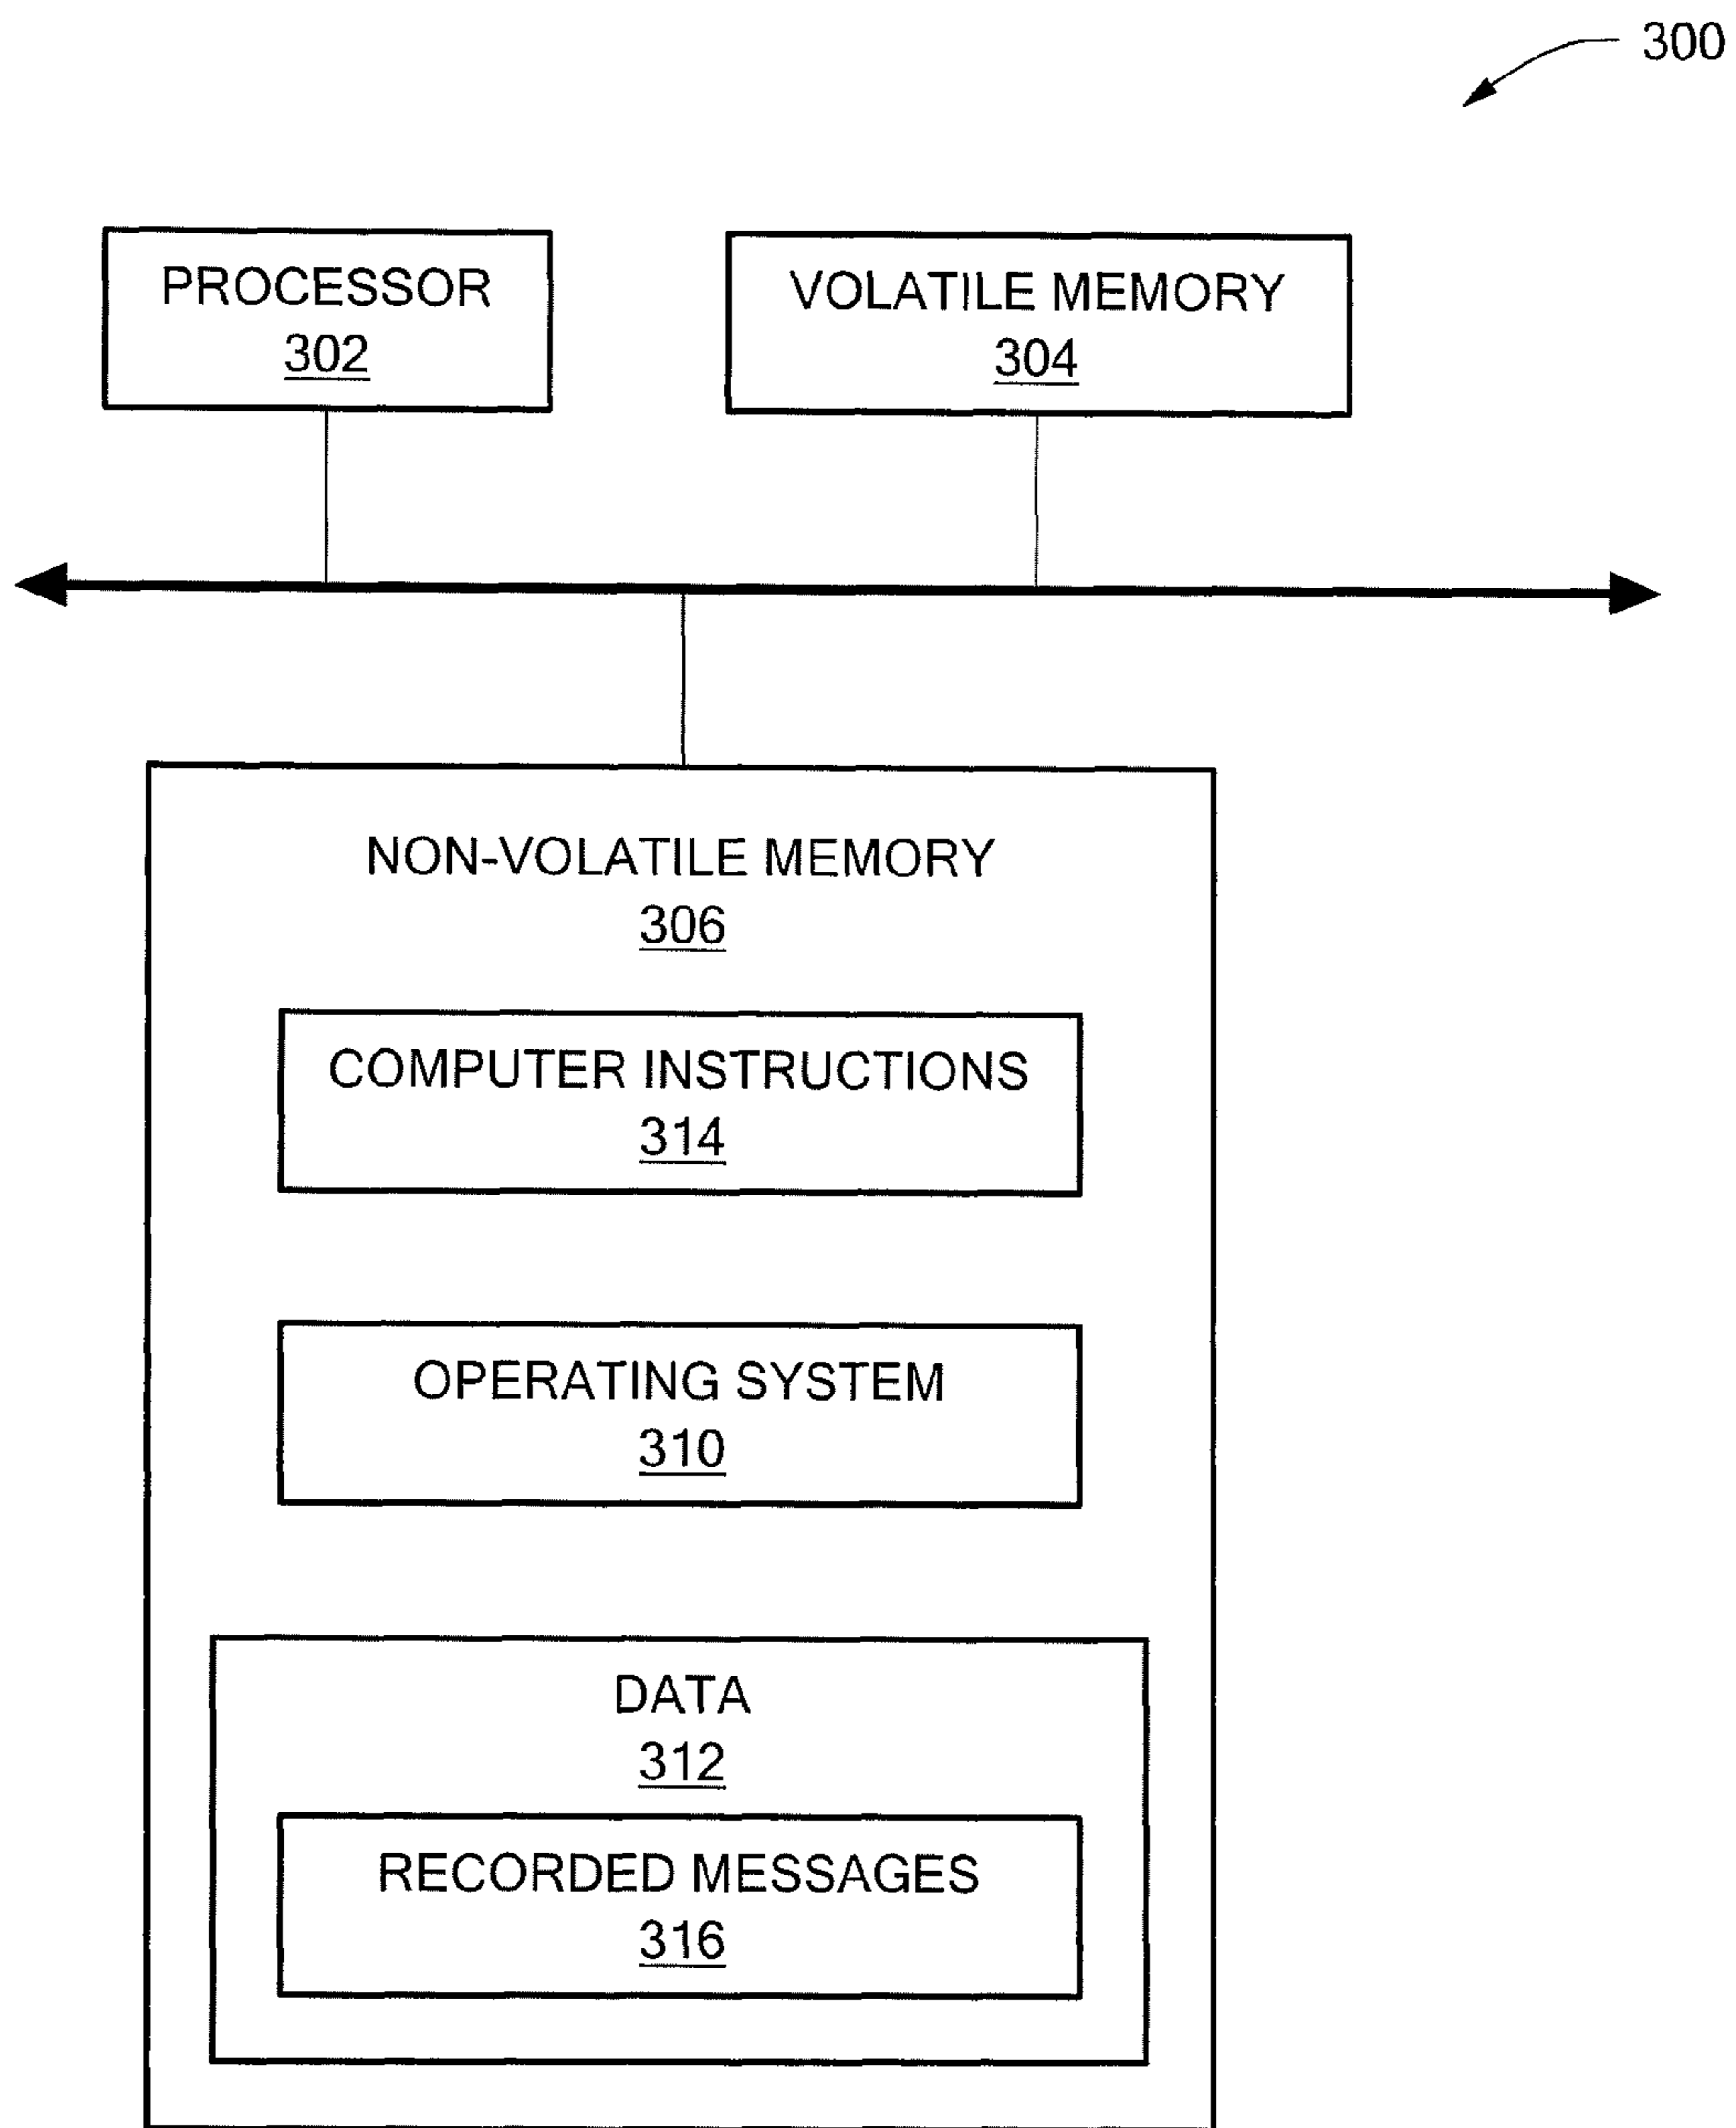 300
PROCESSOR
302
VOLATILE MEMORY
304
NON-VOLATILE MEMORY
306
COMPUTER INSTRUCTIONS
314
OPERATING SYSTEM
310
DATA
312
RECORDED MESSAGES
316